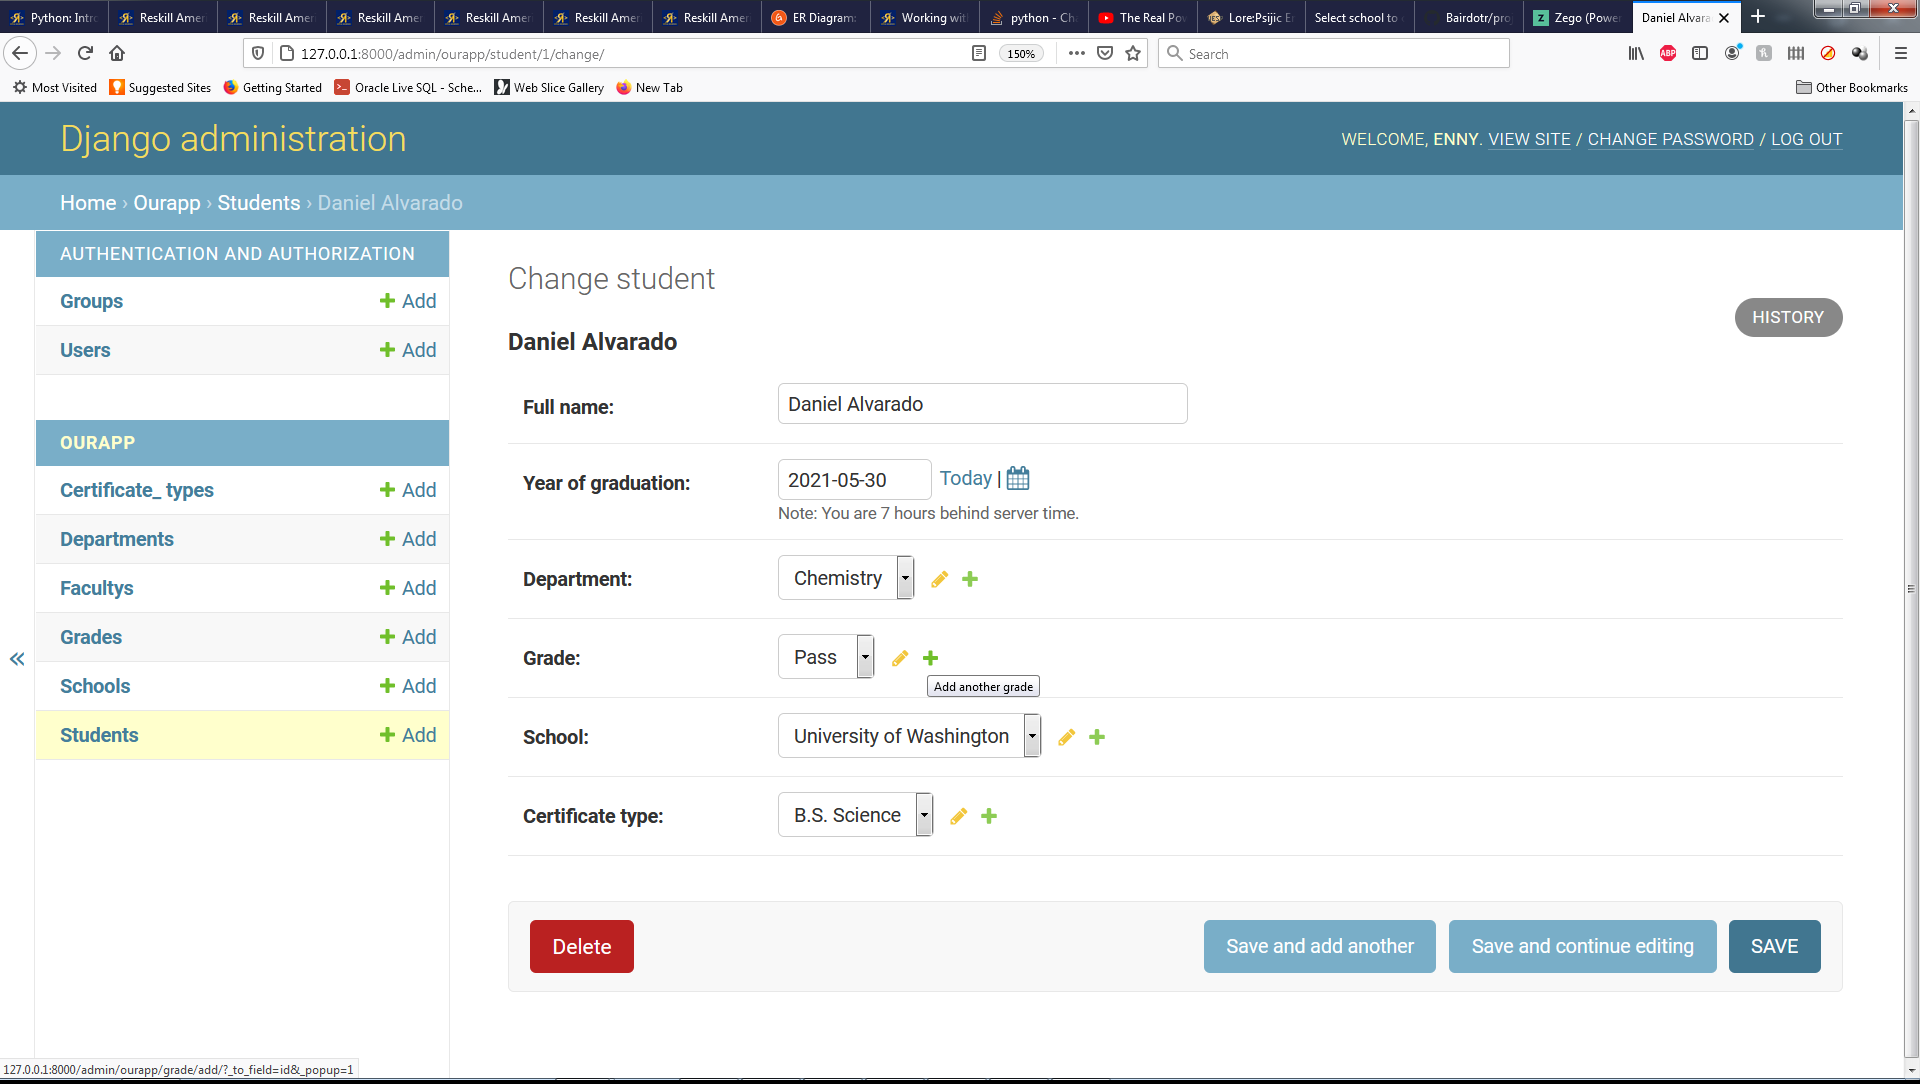 Python: Intro
Reskill Amer
Reskill Amer
Reskill Amer
Reskill Amer
Reskill Amer
Reskill Amer
ER Diagram:
Working with
python - Ch
The Real Po
Lore:Psijic E
Select school to
Bairdotr/pro
Zego (Power
Daniel Alvara
127.0.0.1:8000/admin/ourapp/student/1/change/
150%
Search
Most Visited
Suggested Sites
Getting Started
Oracle Live SQL - Sche...
Web Slice Gallery
New Tab
Other Bookmarks
Django administration
WELCOME, ENNY. VIEW SITE / CHANGE PASSWORD / LOG OUT
Home › Ourapp › Students › Daniel Alvarado
AUTHENTICATION AND AUTHORIZATION
Groups + Add
Users + Add
OURAPP
Certificate_ types + Add
Departments + Add
Facultys + Add
Grades + Add
Schools + Add
Students + Add
«
Change student
HISTORY
Daniel Alvarado
Full name: Daniel Alvarado
Year of graduation: 2021-05-30 Today |
Note: You are 7 hours behind server time.
Department: Chemistry
Grade: Pass
Add another grade
School: University of Washington
Certificate type: B.S. Science
Delete
Save and add another
Save and continue editing
SAVE
127.0.0.1:8000/admin/ourapp/grade/add/?_to_field=id&_popup=1